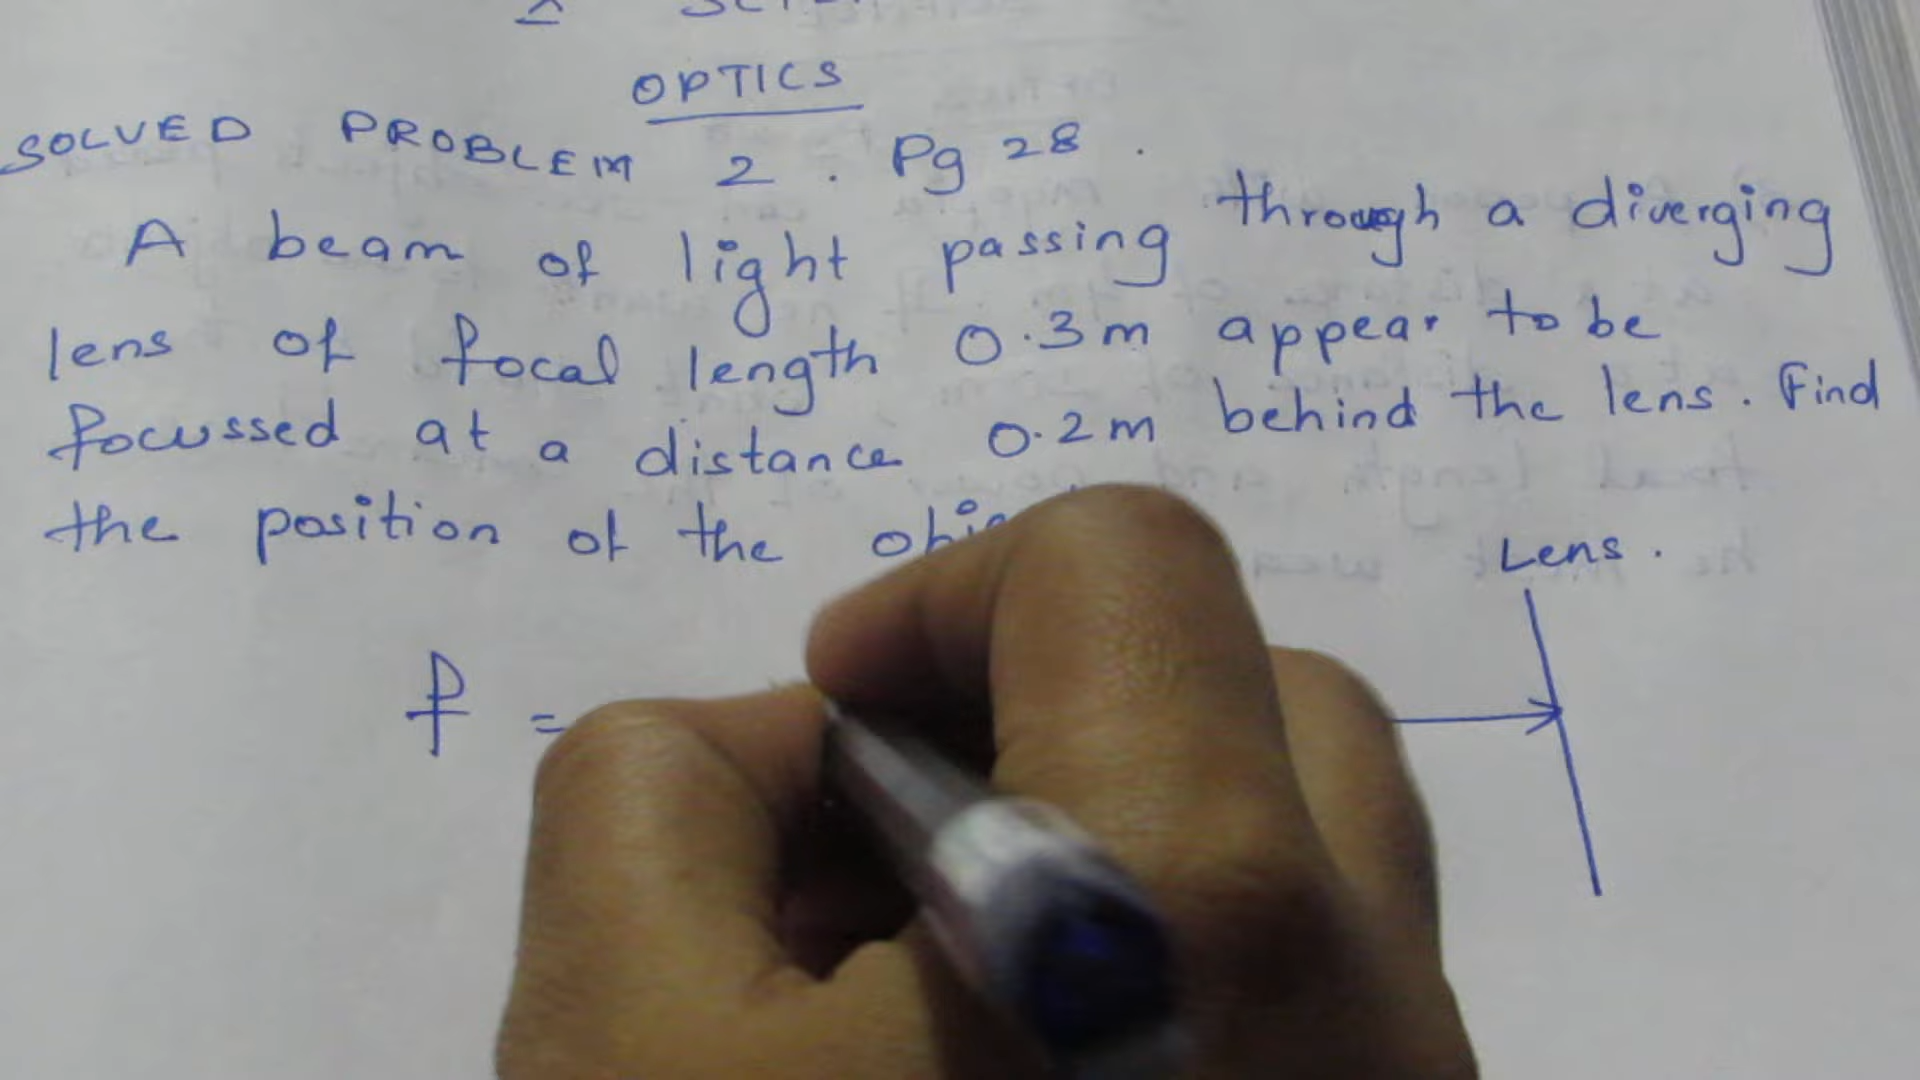 OPTICS
SOLVED PROBLEM 2. Pg 28.
A beam of light passing through a diverging
lens of focal length 0.3m appear to be
focussed at a distance 0.2m behind the lens. Find
the position of the
Lens.
f =